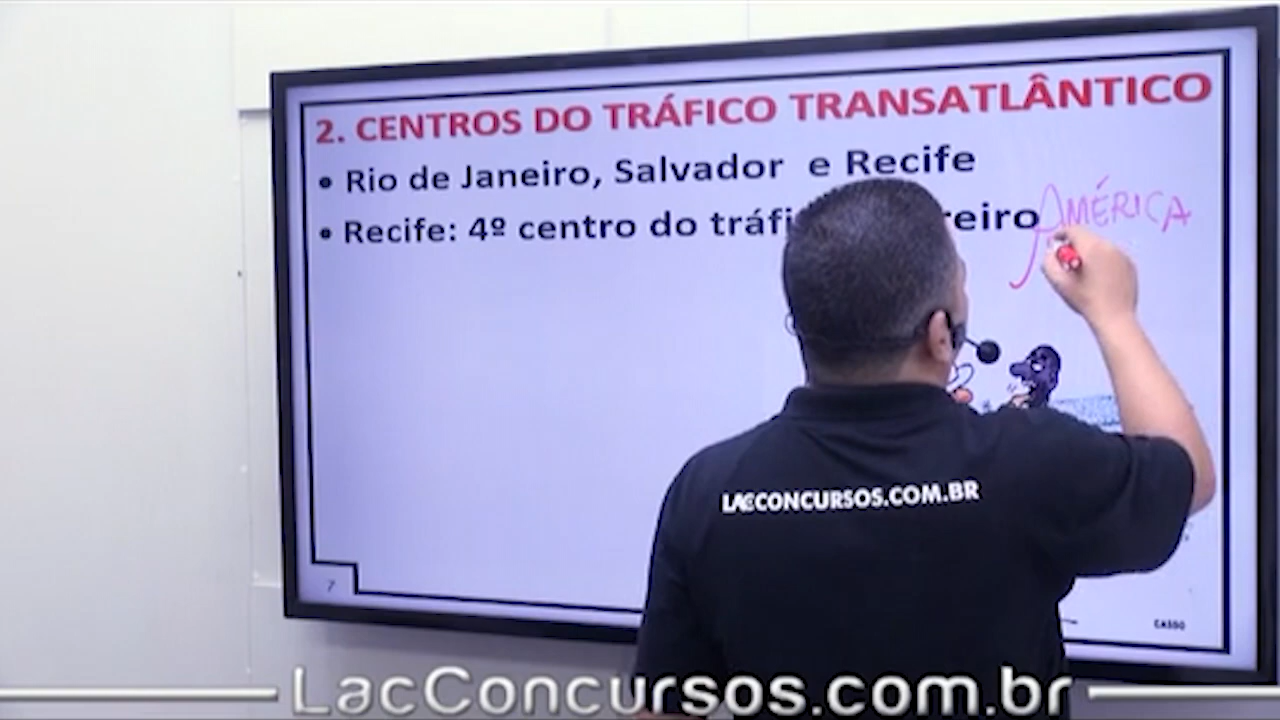 2. CENTROS DO TRÁFICO TRANSATLÂNTICO
• Rio de Janeiro, Salvador e Recife
• Recife: 4º centro do
AMÉRICA
LACCONCURSOS.COM.BR
7
CASSO
LacConcursos.com.br